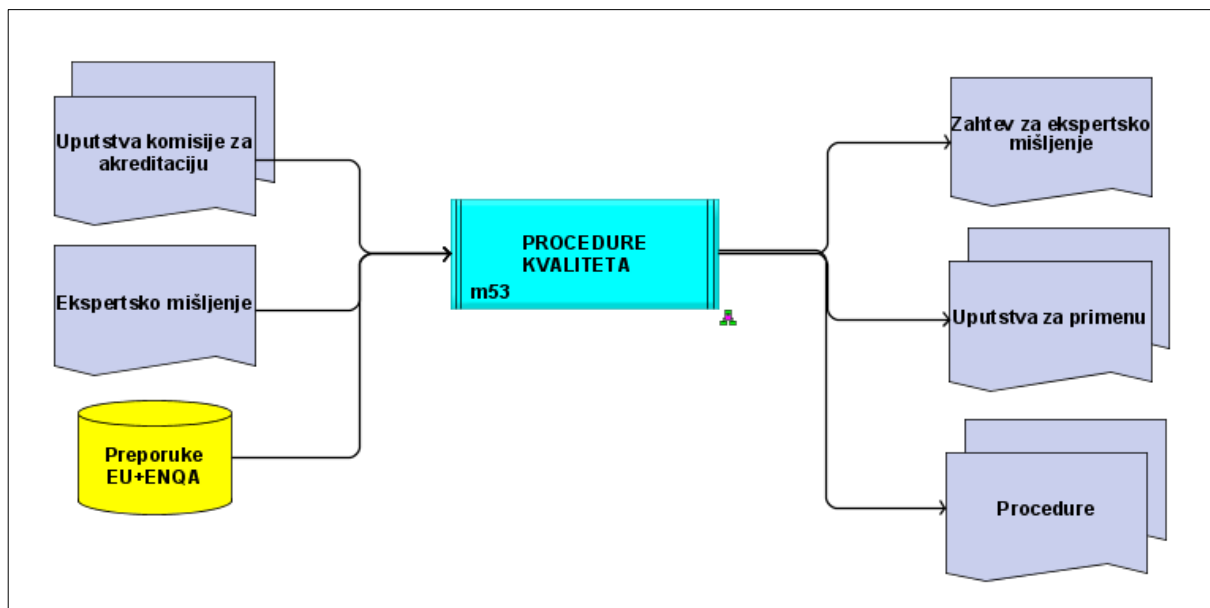 Uputstva komisije za
akreditaciju
Ekspertsko mišljenje
Preporuke
EU+ENQA
PROCEDURE
KVALITETA
m53
Zahtev za ekspertsko
mišljenje
Uputstva za primenu
Procedure